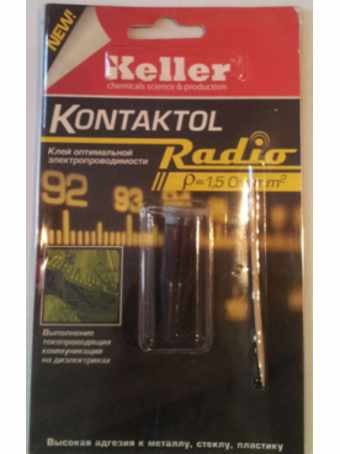 NEW!
Keller
chemicals science & production
KONTAKTOL
Клей оптимальной
электропроводимости
Radio
92 93
Выполнение
токопроводящих
коммуникаций
на диэлектриках
Высокая адгезия к металлу, стеклу, пластику